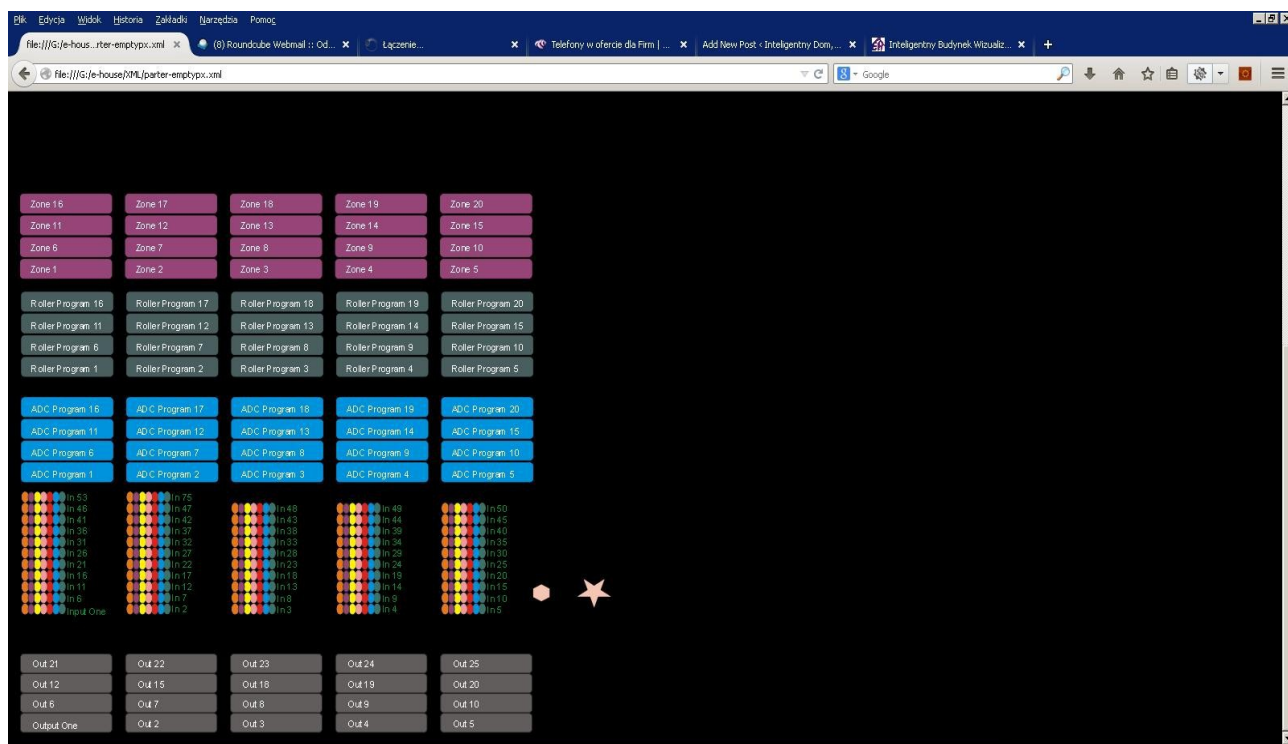 Plik Edycja Widok Historia Zakładki Narzędzia Pomoc
file:///G:/e-hous...rter-emptypx.xml (8) Roundcube Webmail :: Od... Łączenie... Telefony w ofercie dla Firm | ... Add New Post ‹ Inteligentny Dom,... Inteligentny Budynek Wizualiz...
file:///G:/e-house/XML/parter-emptypx.xml Google
Zone 16 Zone 17 Zone 18 Zone 19 Zone 20
Zone 11 Zone 12 Zone 13 Zone 14 Zone 15
Zone 6 Zone 7 Zone 8 Zone 9 Zone 10
Zone 1 Zone 2 Zone 3 Zone 4 Zone 5
Roller Program 16 Roller Program 17 Roller Program 18 Roller Program 19 Roller Program 20
Roller Program 11 Roller Program 12 Roller Program 13 Roller Program 14 Roller Program 15
Roller Program 6 Roller Program 7 Roller Program 8 Roller Program 9 Roller Program 10
Roller Program 1 Roller Program 2 Roller Program 3 Roller Program 4 Roller Program 5
ADC Program 16 ADC Program 17 ADC Program 18 ADC Program 19 ADC Program 20
ADC Program 11 ADC Program 12 ADC Program 13 ADC Program 14 ADC Program 15
ADC Program 6 ADC Program 7 ADC Program 8 ADC Program 9 ADC Program 10
ADC Program 1 ADC Program 2 ADC Program 3 ADC Program 4 ADC Program 5
In 53 In 75
In 46 In 47 In 48 In 49 In 50
In 41 In 42 In 43 In 44 In 45
In 36 In 37 In 38 In 39 In 40
In 31 In 32 In 33 In 34 In 35
In 26 In 27 In 28 In 29 In 30
In 21 In 22 In 23 In 24 In 25
In 16 In 17 In 18 In 19 In 20
In 11 In 12 In 13 In 14 In 15
In 6 In 7 In 8 In 9 In 10
Input One In 2 In 3 In 4 In 5
Out 21 Out 22 Out 23 Out 24 Out 25
Out 12 Out 15 Out 18 Out 19 Out 20
Out 6 Out 7 Out 8 Out 9 Out 10
Output One Out 2 Out 3 Out 4 Out 5